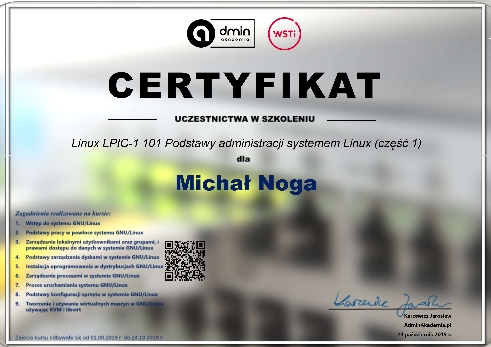 dmin
akademia
WSTi
CERTYFIKAT
UCZESTNICTWA W SZKOLENIU
Linux LPIC-1 101 Podstawy administracji systemem Linux (część 1)
dla
Michał Noga
Zagadnienia realizowane na kursie:
1. Wstęp do systemu GNU/Linux
2. Podstawy pracy w powłoce systemu GNU/Linux
3. Zarządzanie lokalnymi użytkownikami oraz grupami, i
prawami dostępu do danych w systemie GNU/Linux
4. Podstawy zarządzania dyskami w systemie GNU/Linux
5. Instalacja oprogramowania w dystrybucjach GNU/Linux
6. Zarządzanie procesami w systemie GNU/Linux
7. Proces uruchamiania systemu GNU/Linux
8. Podstawy konfiguracji sprzętu w systemie GNU/Linux
9. Tworzenie i używanie wirtualnych maszyn w GNU/Linux
używając KVM i libvirt
Zajęcia kursu odbywały się od 01.08.2019 r. do 24.10.2019 r.
Karzewicz Jarosław
AdminAkademia.pl
24 październik 2019 r.